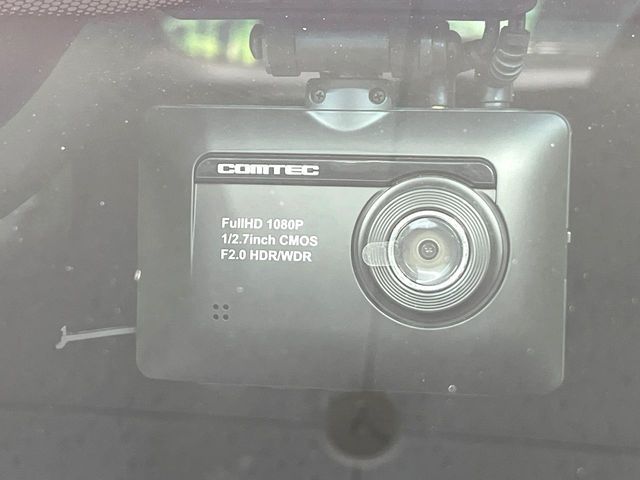 COMTEC
FullHD 1080P
1/2.7inch CMOS
F2.0 HDR/WDR